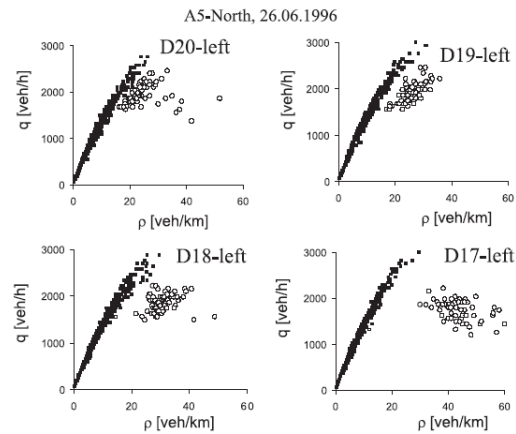 A5-North, 26.06.1996
D20-left
q [veh/h]
3000
2000
1000
0
0 20 40 60
ρ [veh/km]
D19-left
q [veh/h]
3000
2000
1000
0
0 20 40 60
ρ [veh/km]
D18-left
q [veh/h]
3000
2000
1000
0
0 20 40 60
ρ [veh/km]
D17-left
q [veh/h]
3000
2000
1000
0
0 20 40 60
ρ [veh/km]